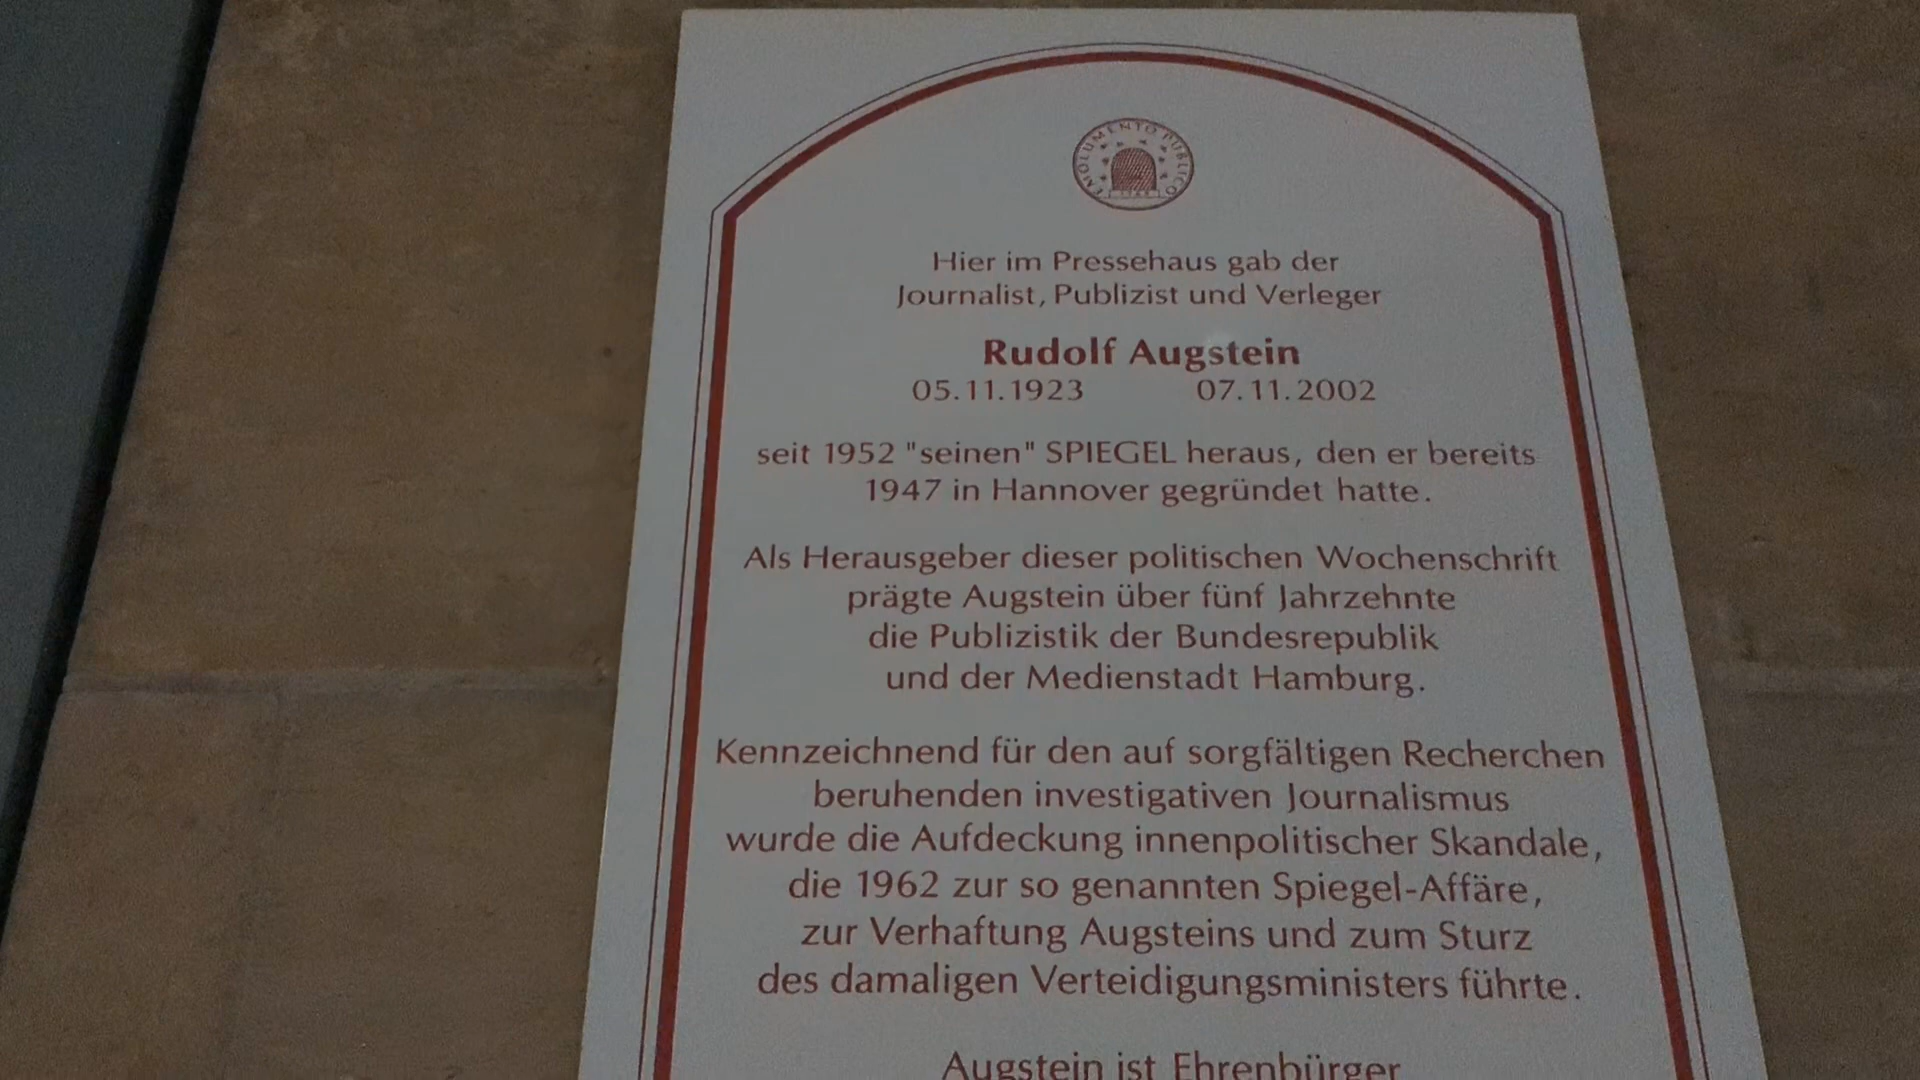 EMOLUMENTO PUBLICO
Hier im Pressehaus gab der
Journalist, Publizist und Verleger
Rudolf Augstein
05.11.1923 07.11.2002
seit 1952 "seinen" SPIEGEL heraus, den er bereits
1947 in Hannover gegründet hatte.
Als Herausgeber dieser politischen Wochenschrift
prägte Augstein über fünf Jahrzehnte
die Publizistik der Bundesrepublik
und der Medienstadt Hamburg.
Kennzeichnend für den auf sorgfältigen Recherchen
beruhenden investigativen Journalismus
wurde die Aufdeckung innenpolitischer Skandale,
die 1962 zur so genannten Spiegel-Affäre,
zur Verhaftung Augsteins und zum Sturz
des damaligen Verteidigungsministers führte.
Augstein ist Ehrenbürger